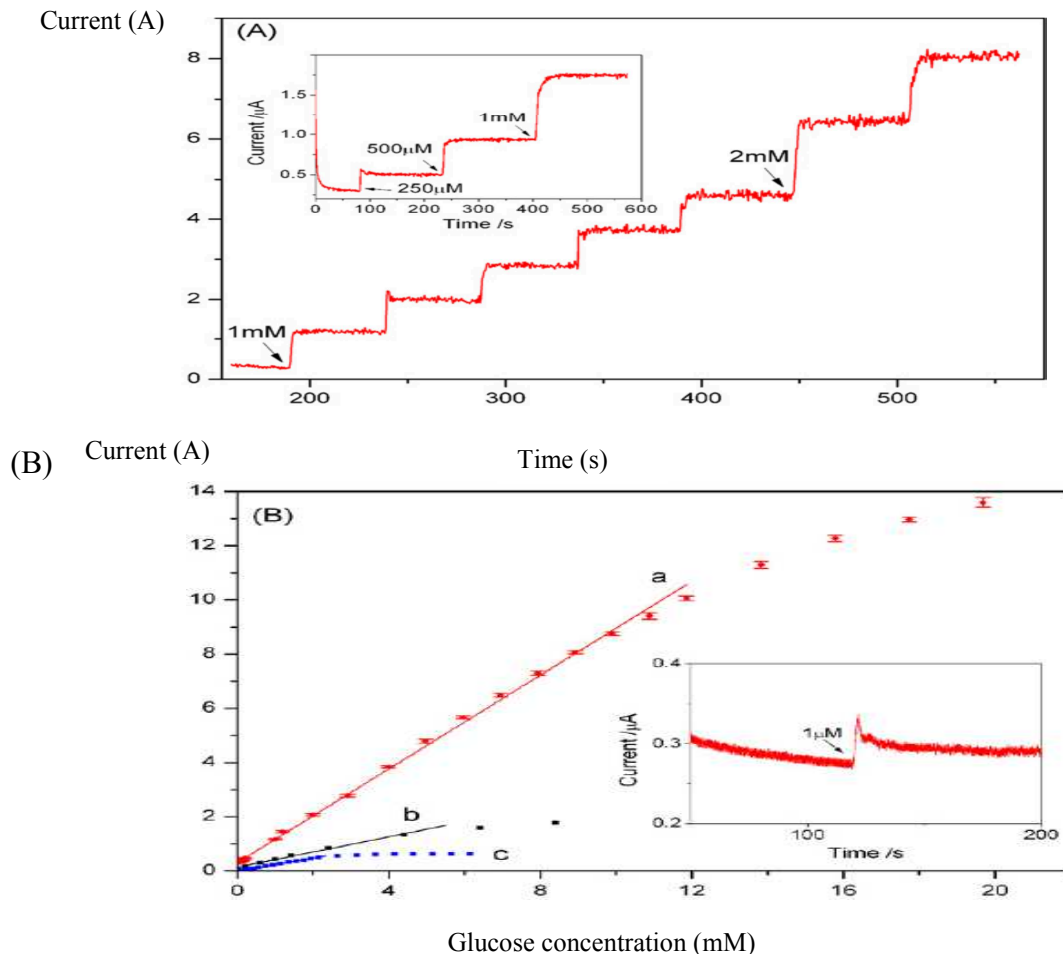 Current (A)
(A)
8
6
4
2
0
1mM
2mM
Current /μA
1.5
1.0
0.5
250μM
500μM
1mM
0 100 200 300 400 500 600
Time /s
200 300 400 500
Time (s)
(B) Current (A)
(B)
14
12
10
8
6
4
2
0
a
b
c
Current /μA
0.4
0.3
0.2
1μM
100 200
Time /s
0 4 8 12 16 20
Glucose concentration (mM)